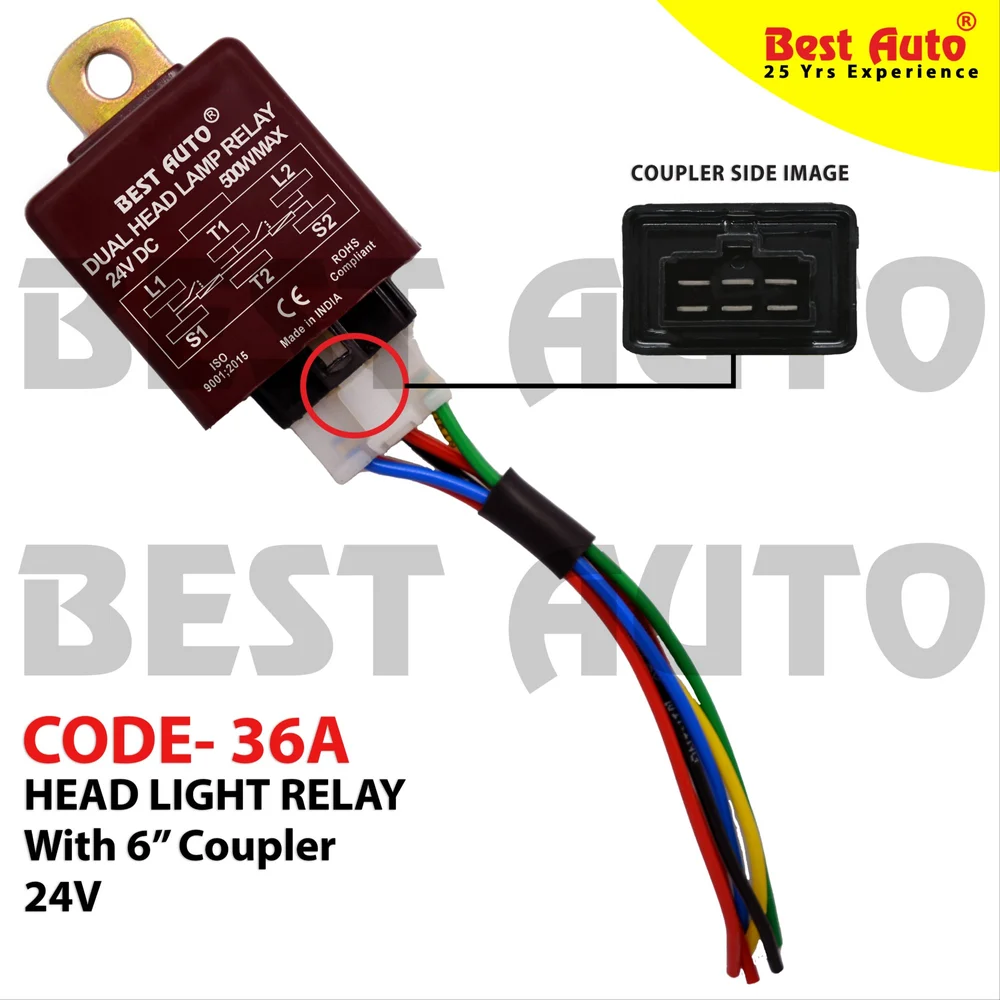 Best Auto®
25 Yrs Experience
COUPLER SIDE IMAGE
BEST AUTO®
DUAL HEAD LAMP RELAY
24V DC
500W/MAX
L1
T1
L2
S1
T2
S2
ISO
9001;2015
CE
Made in INDIA
ROHS
Compliant
BEST AUTO
BEST AUTO
CODE- 36A
HEAD LIGHT RELAY
With 6” Coupler
24V